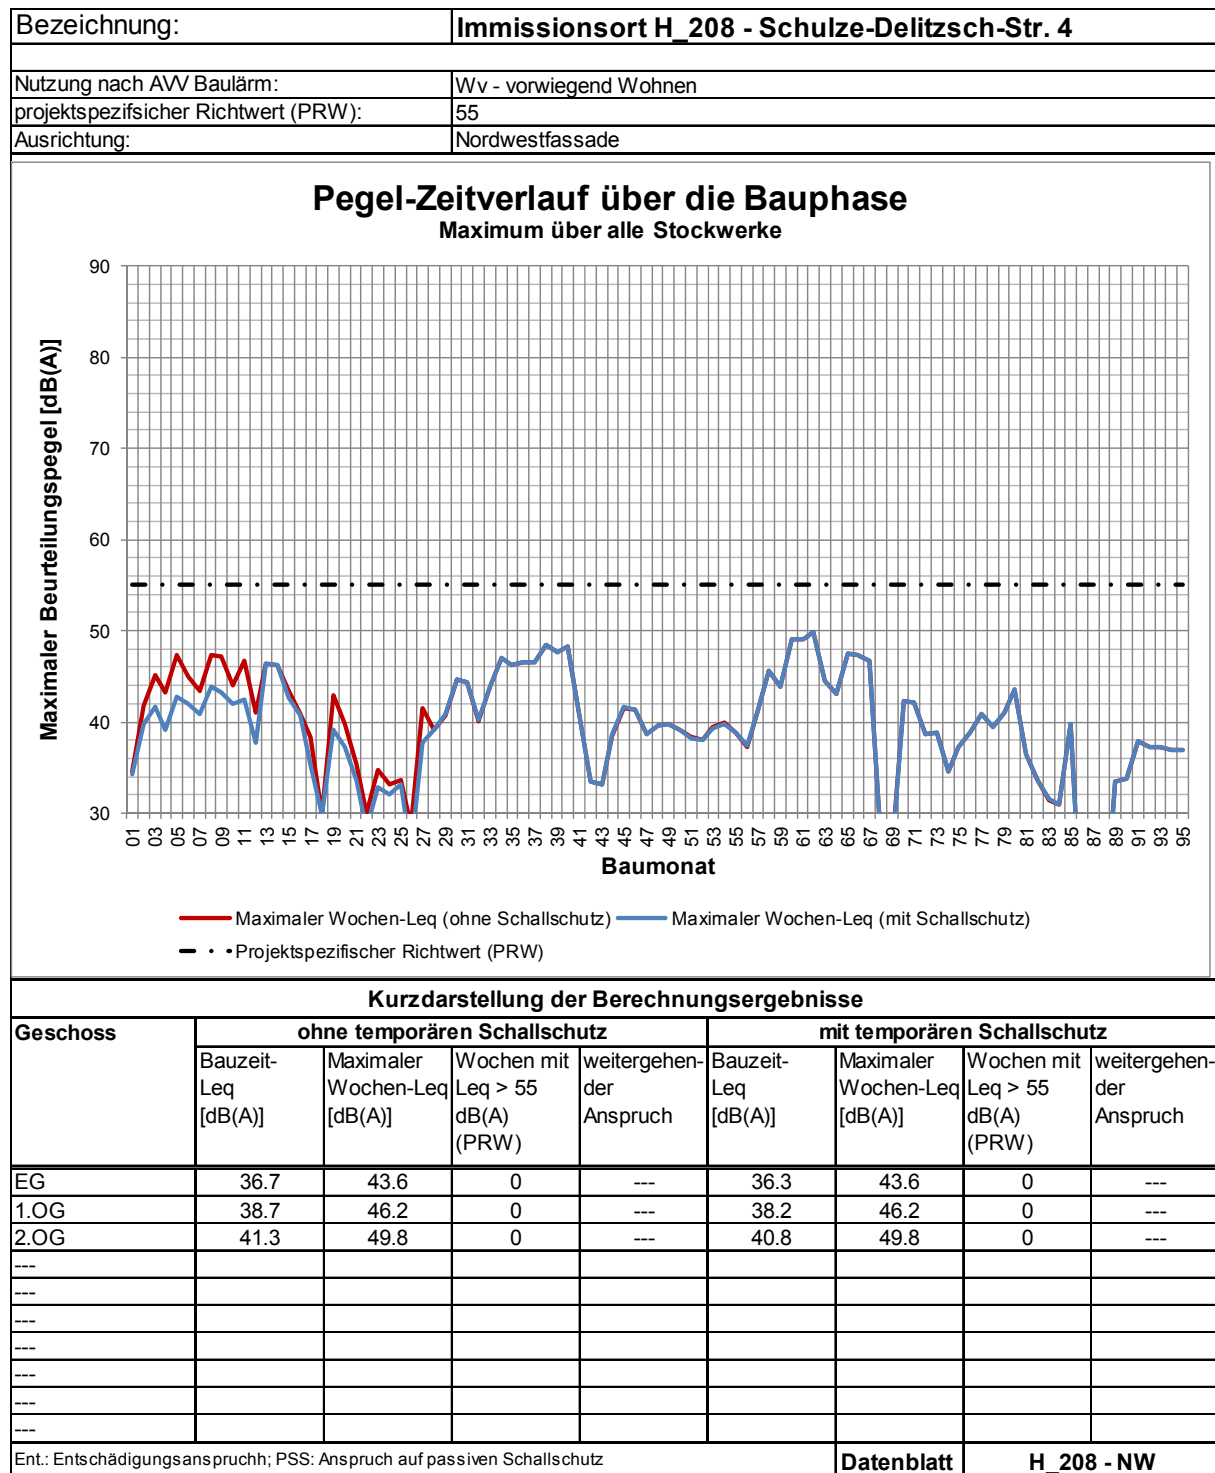 Bezeichnung: Immissionsort H_208 - Schulze-Delitzsch-Str. 4
Nutzung nach AVV Baulärm: Wv - vorwiegend Wohnen
projektspezifsicher Richtwert (PRW): 55
Ausrichtung: Nordwestfassade
Pegel-Zeitverlauf über die Bauphase
Maximum über alle Stockwerke
Maximaler Beurteilungspegel [dB(A)]
90
80
70
60
50
40
30
01 03 05 07 09 11 13 15 17 19 21 23 25 27 29 31 33 35 37 39 41 43 45 47 49 51 53 55 57 59 61 63 65 67 69 71 73 75 77 79 81 83 85 87 89 91 93 95
Baumonat
Maximaler Wochen-Leq (ohne Schallschutz) Maximaler Wochen-Leq (mit Schallschutz)
Projektspezifischer Richtwert (PRW)
Kurzdarstellung der Berechnungsergebnisse
Geschoss ohne temporären Schallschutz mit temporären Schallschutz
Bauzeit- Maximaler Wochen mit weitergehen- Bauzeit- Maximaler Wochen mit weitergehen-
Leq Wochen-Leq Leq > 55 der Leq Wochen-Leq Leq > 55 der
[dB(A)] [dB(A)] dB(A) Anspruch [dB(A)] [dB(A)] dB(A) Anspruch
(PRW) (PRW)
EG 36.7 43.6 0 --- 36.3 43.6 0 ---
1.OG 38.7 46.2 0 --- 38.2 46.2 0 ---
2.OG 41.3 49.8 0 --- 40.8 49.8 0 ---
---
---
---
---
---
---
---
Ent.: Entschädigungsanspruchh; PSS: Anspruch auf passiven Schallschutz Datenblatt H_208 - NW